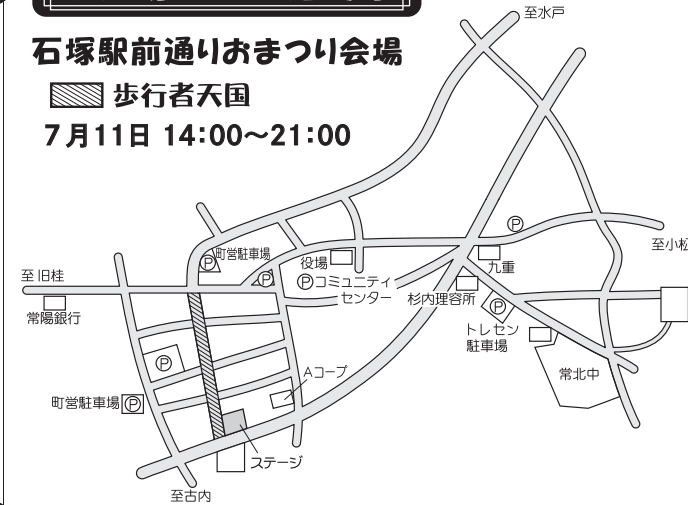 石塚駅前通りおまつり会場
歩行者天国
7月11日 14:00～21:00
至水戸
町営駐車場
P
P
役場
P
コミュニティ
センター
P
九重
至小松
至旧桂
常陽銀行
杉内理容所
P
トレセン
駐車場
常北中
P
Aコープ
町営駐車場
P
ステージ
至古内